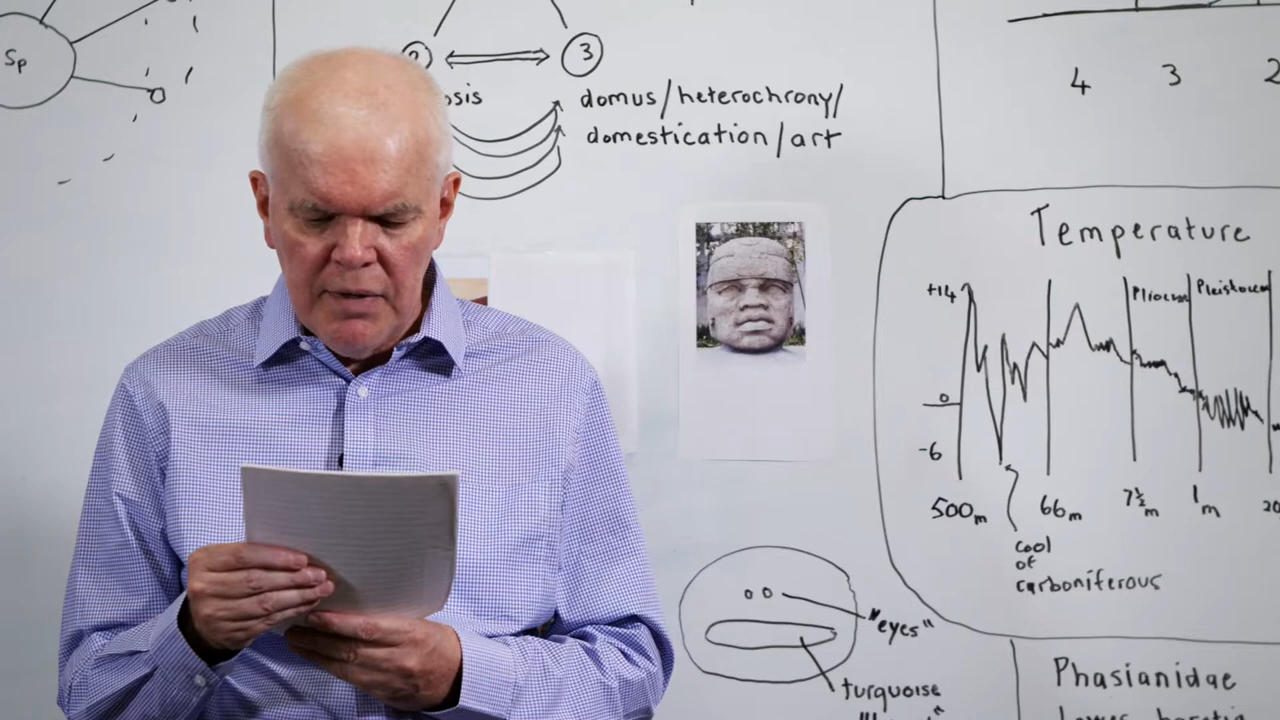 Sp
3
domus/heterochrony/
domestication/art
4 3 2
Temperature
+14
Pliocene
Pleistocene
0
-6
500m
66m
7½m
1m
cool
of
carboniferous
"eyes"
turquoise
Phasianidae